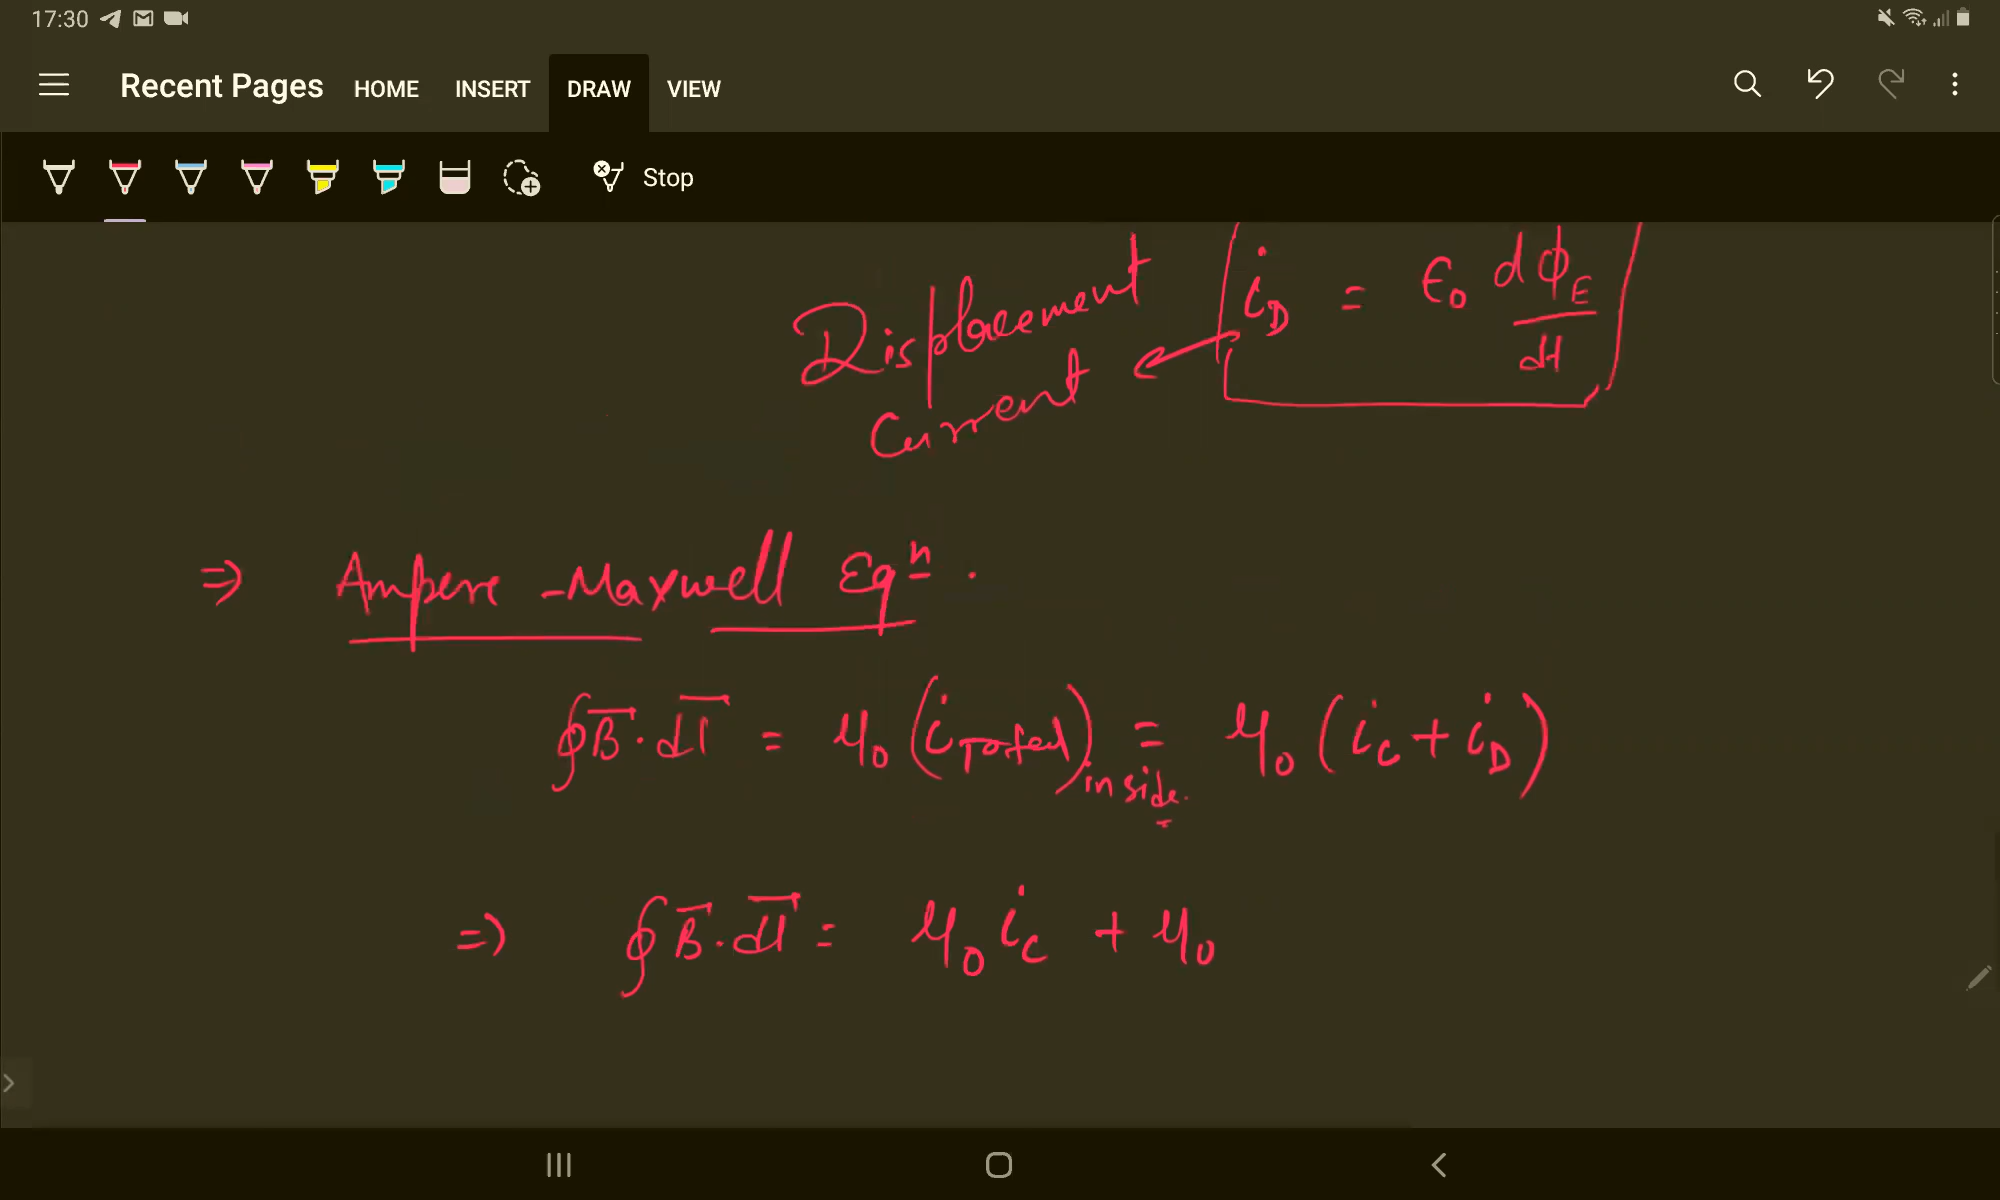 17:30
Recent Pages HOME INSERT DRAW VIEW
Stop
Displacement
Current
i_D = ε₀ dϕ_E/dt
⇒ Ampere - Maxwell Eqⁿ.
∮B̅·dl̅ = μ₀ (i_Total)inside. = μ₀ (i_c + i_D)
⇒ ∮B̅·dl̅ = μ₀ i_c + μ₀